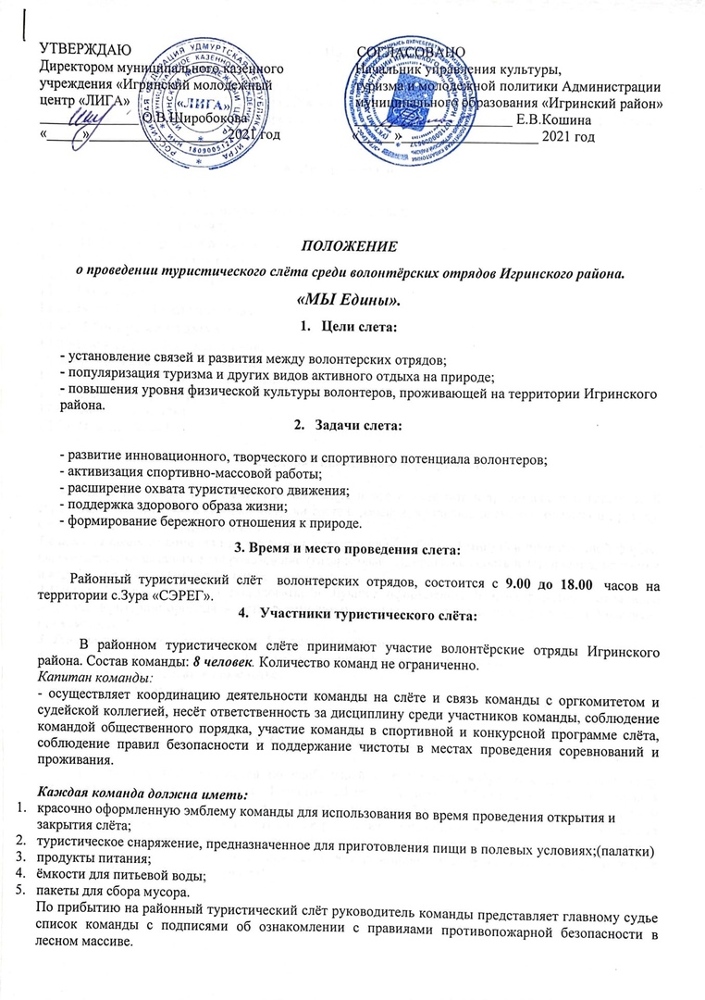 УТВЕРЖДАЮ
Директором муниципального казённого
учреждения «Игринский молодежный
центр «ЛИГА»
О.В.Широбокова
«_____»____________________2021 год
СОГЛАСОВАНО
Начальник управления культуры,
туризма и молодежной политики Администрации
муниципального образования «Игринский район»
______________________ Е.В.Кошина
«_____»____________________ 2021 год
«ЛИГА»
ПОЛОЖЕНИЕ
о проведении туристического слёта среди волонтёрских отрядов Игринского района.
«МЫ Едины».
1. Цели слета:
- установление связей и развития между волонтерских отрядов;
- популяризация туризма и других видов активного отдыха на природе;
- повышения уровня физической культуры волонтеров, проживающей на территории Игринского
района.
2. Задачи слета:
- развитие инновационного, творческого и спортивного потенциала волонтеров;
- активизация спортивно-массовой работы;
- расширение охвата туристического движения;
- поддержка здорового образа жизни;
- формирование бережного отношения к природе.
3. Время и место проведения слета:
Районный туристический слёт волонтерских отрядов, состоится с 9.00 до 18.00 часов на
территории с.Зура «СЭРЕГ».
4. Участники туристического слёта:
В районном туристическом слёте принимают участие волонтёрские отряды Игринского
района. Состав команды: 8 человек. Количество команд не ограниченно.
Капитан команды:
- осуществляет координацию деятельности команды на слёте и связь команды с оргкомитетом и
судейской коллегией, несёт ответственность за дисциплину среди участников команды, соблюдение
командой общественного порядка, участие команды в спортивной и конкурсной программе слёта,
соблюдение правил безопасности и поддержание чистоты в местах проведения соревнований и
проживания.
Каждая команда должна иметь:
1. красочно оформленную эмблему команды для использования во время проведения открытия и
закрытия слёта;
2. туристическое снаряжение, предназначенное для приготовления пищи в полевых условиях;(палатки)
3. продукты питания;
4. ёмкости для питьевой воды;
5. пакеты для сбора мусора.
По прибытию на районный туристический слёт руководитель команды представляет главному судье
список команды с подписями об ознакомлении с правилами противопожарной безопасности в
лесном массиве.